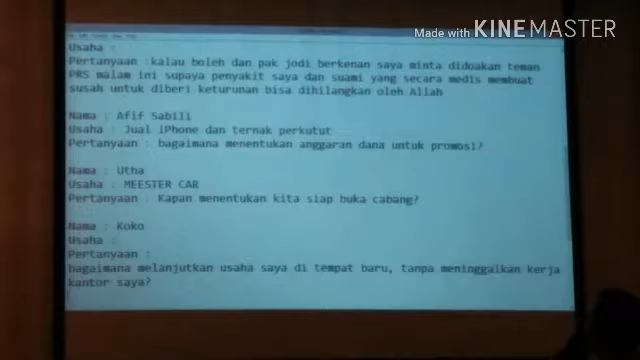 Made with KINEMASTER
Usaha :
Pertanyaan :kalau boleh dan pak jodi berkenan saya minta didoakan teman
PRS malam ini supaya penyakit saya dan suami yang secara medis membuat
susah untuk diberi keturunan bisa dihilangkan oleh Allah
Nama : Afif Sabili
Usaha : Jual iPhone dan ternak perkutut
Pertanyaan : bagaimana menentukan anggaran dana untuk promosi?
Nama : Utha
Usaha : MEESTER CAR
Pertanyaan : Kapan menentukan kita siap buka cabang?
Nama : Koko
Usaha :
Pertanyaan :
bagaimana melanjutkan usaha saya di tempat baru, tanpa meninggalkan kerja
kantor saya?